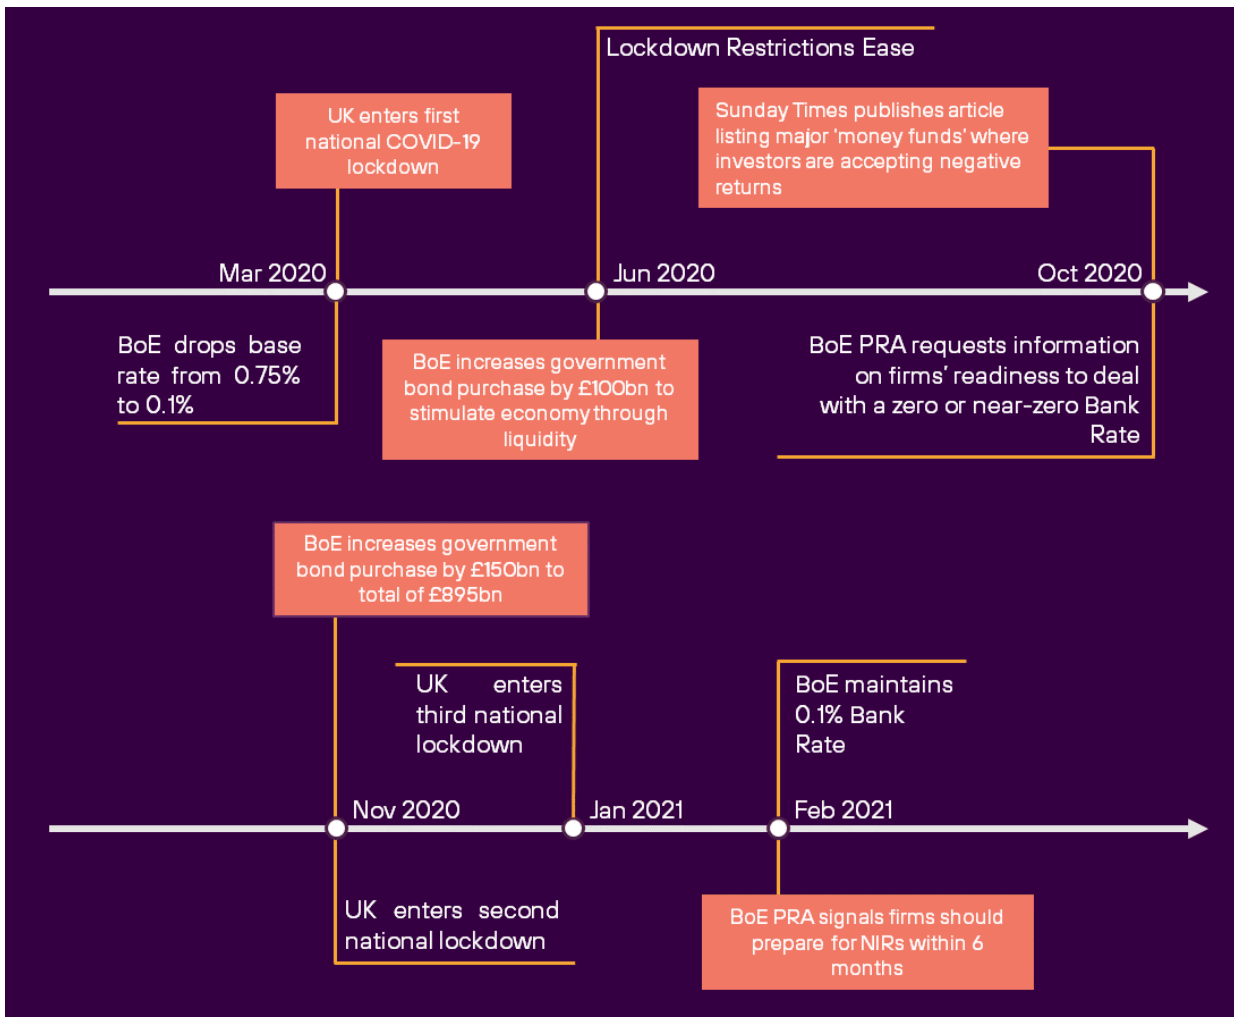 Lockdown Restrictions Ease
UK enters first
national COVID-19
lockdown
Sunday Times publishes article
listing major 'money funds' where
investors are accepting negative
returns
Mar 2020
Jun 2020
Oct 2020
BoE drops base
rate from 0.75%
to 0.1%
BoE increases government
bond purchase by £100bn to
stimulate economy through
liquidity
BoE PRA requests information
on firms' readiness to deal
with a zero or near-zero Bank
Rate
BoE increases government
bond purchase by £150bn to
total of £895bn
UK enters
third national
lockdown
BoE maintains
0.1% Bank
Rate
Nov 2020
Jan 2021
Feb 2021
UK enters second
national lockdown
BoE PRA signals firms should
prepare for NIRs within 6
months